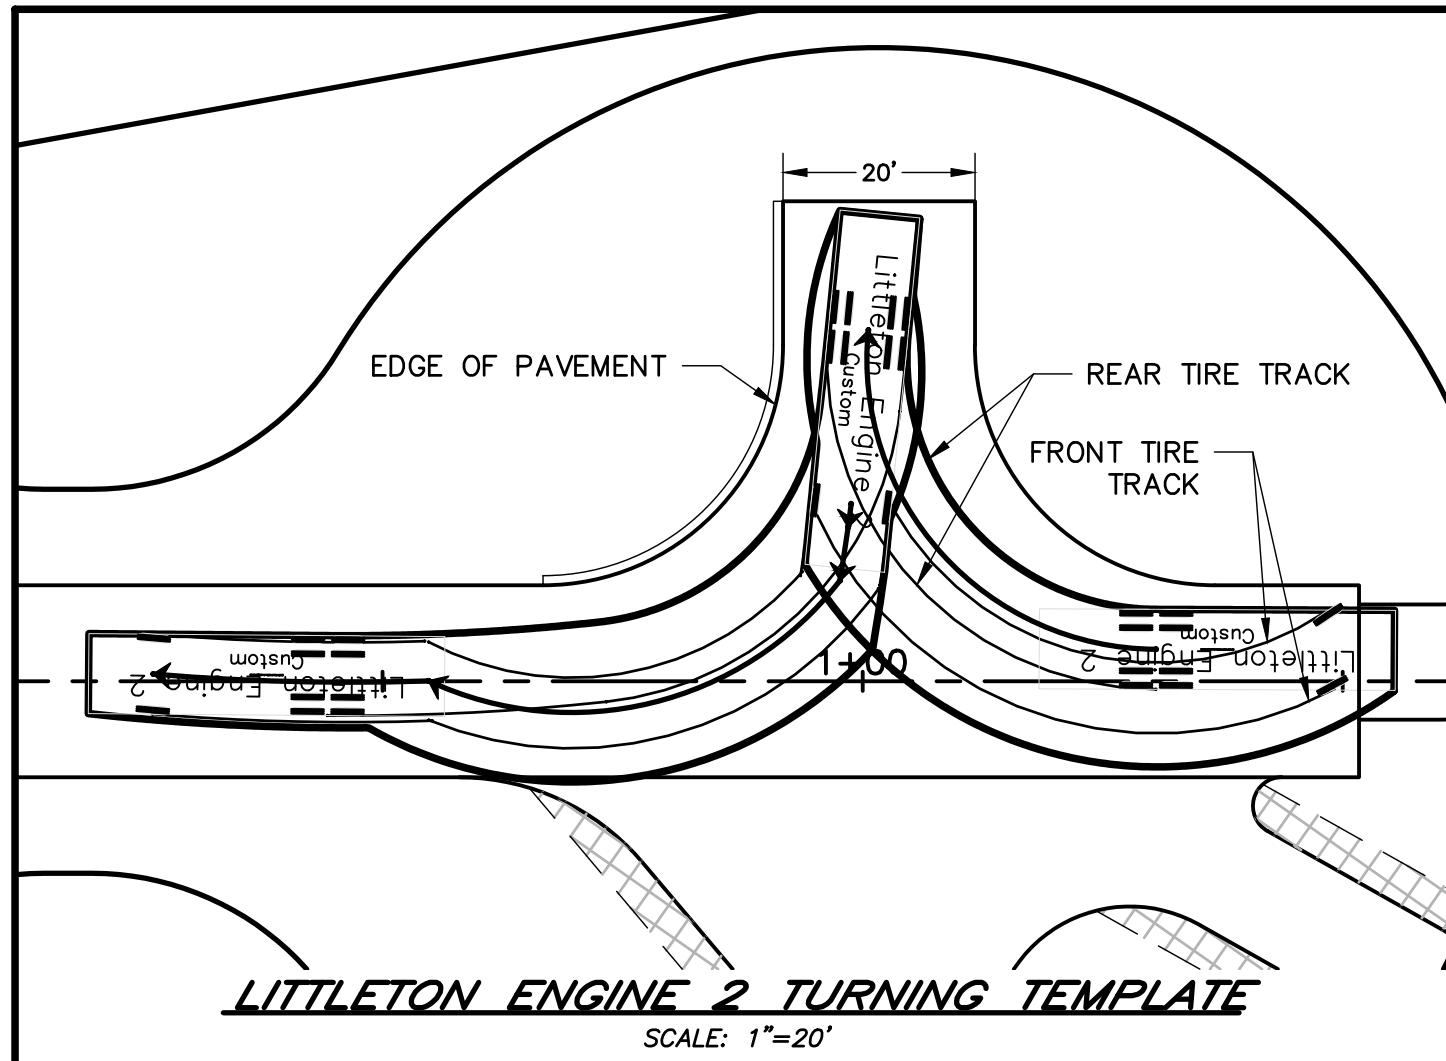 20'
EDGE OF PAVEMENT
REAR TIRE TRACK
FRONT TIRE
TRACK
Littleton Engine 2
Custom
Littleton Engine 2
Custom
1+00
Littleton Engine 2
Custom
LITTLETON ENGINE 2 TURNING TEMPLATE
SCALE: 1"=20'